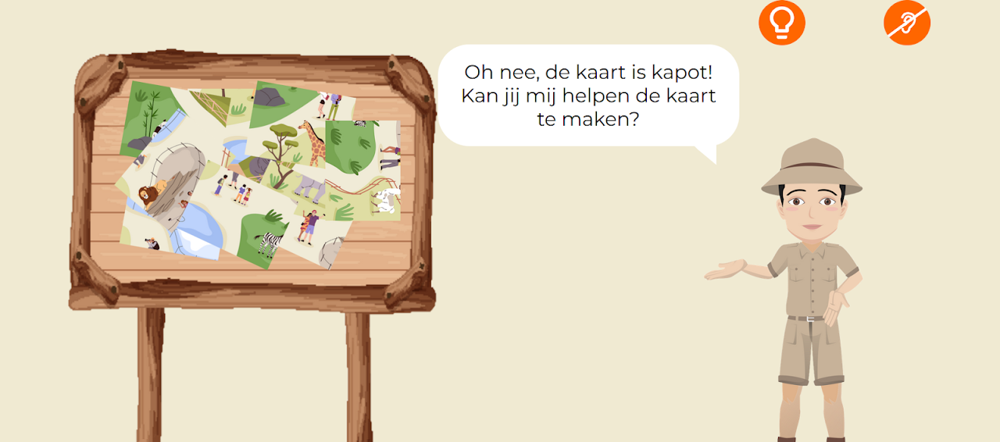 Oh nee, de kaart is kapot!
Kan jij mij helpen de kaart
te maken?